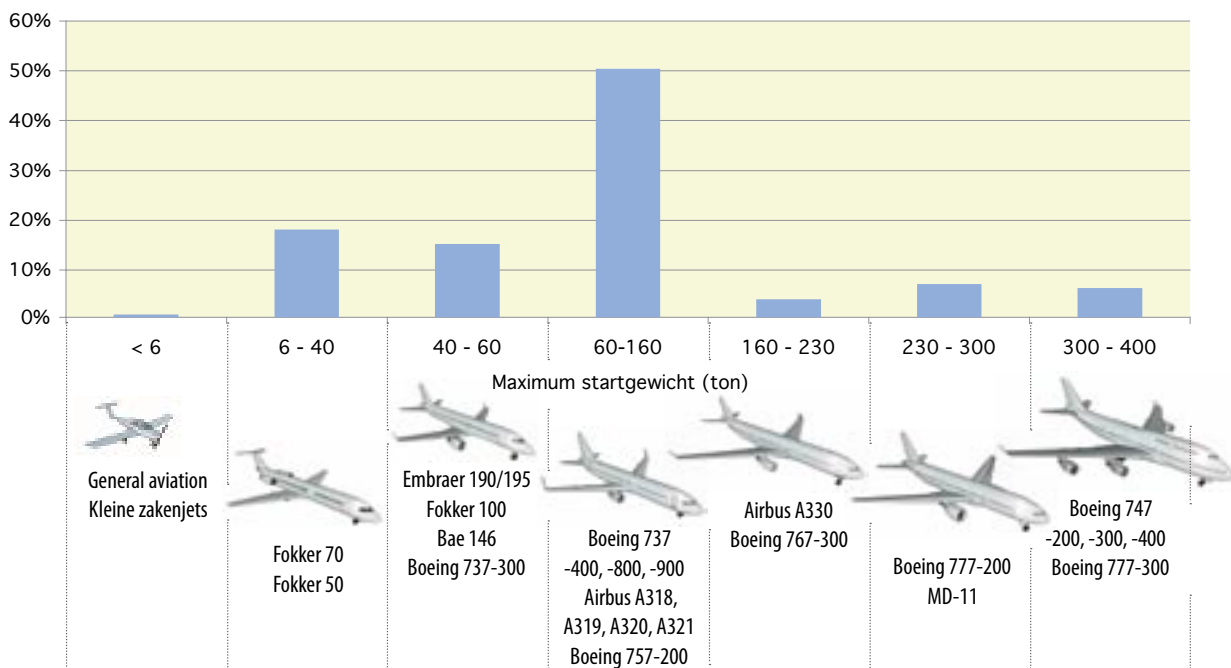 60%
50%
40%
30%
20%
10%
0%
< 6
6 - 40
40 - 60
60-160
160 - 230
230 - 300
300 - 400
Maximum startgewicht (ton)
General aviation
Kleine zakenjets
Fokker 70
Fokker 50
Embraer 190/195
Fokker 100
Bae 146
Boeing 737-300
Boeing 737
-400, -800, -900
Airbus A318,
A319, A320, A321
Boeing 757-200
Airbus A330
Boeing 767-300
Boeing 777-200
MD-11
Boeing 747
-200, -300, -400
Boeing 777-300